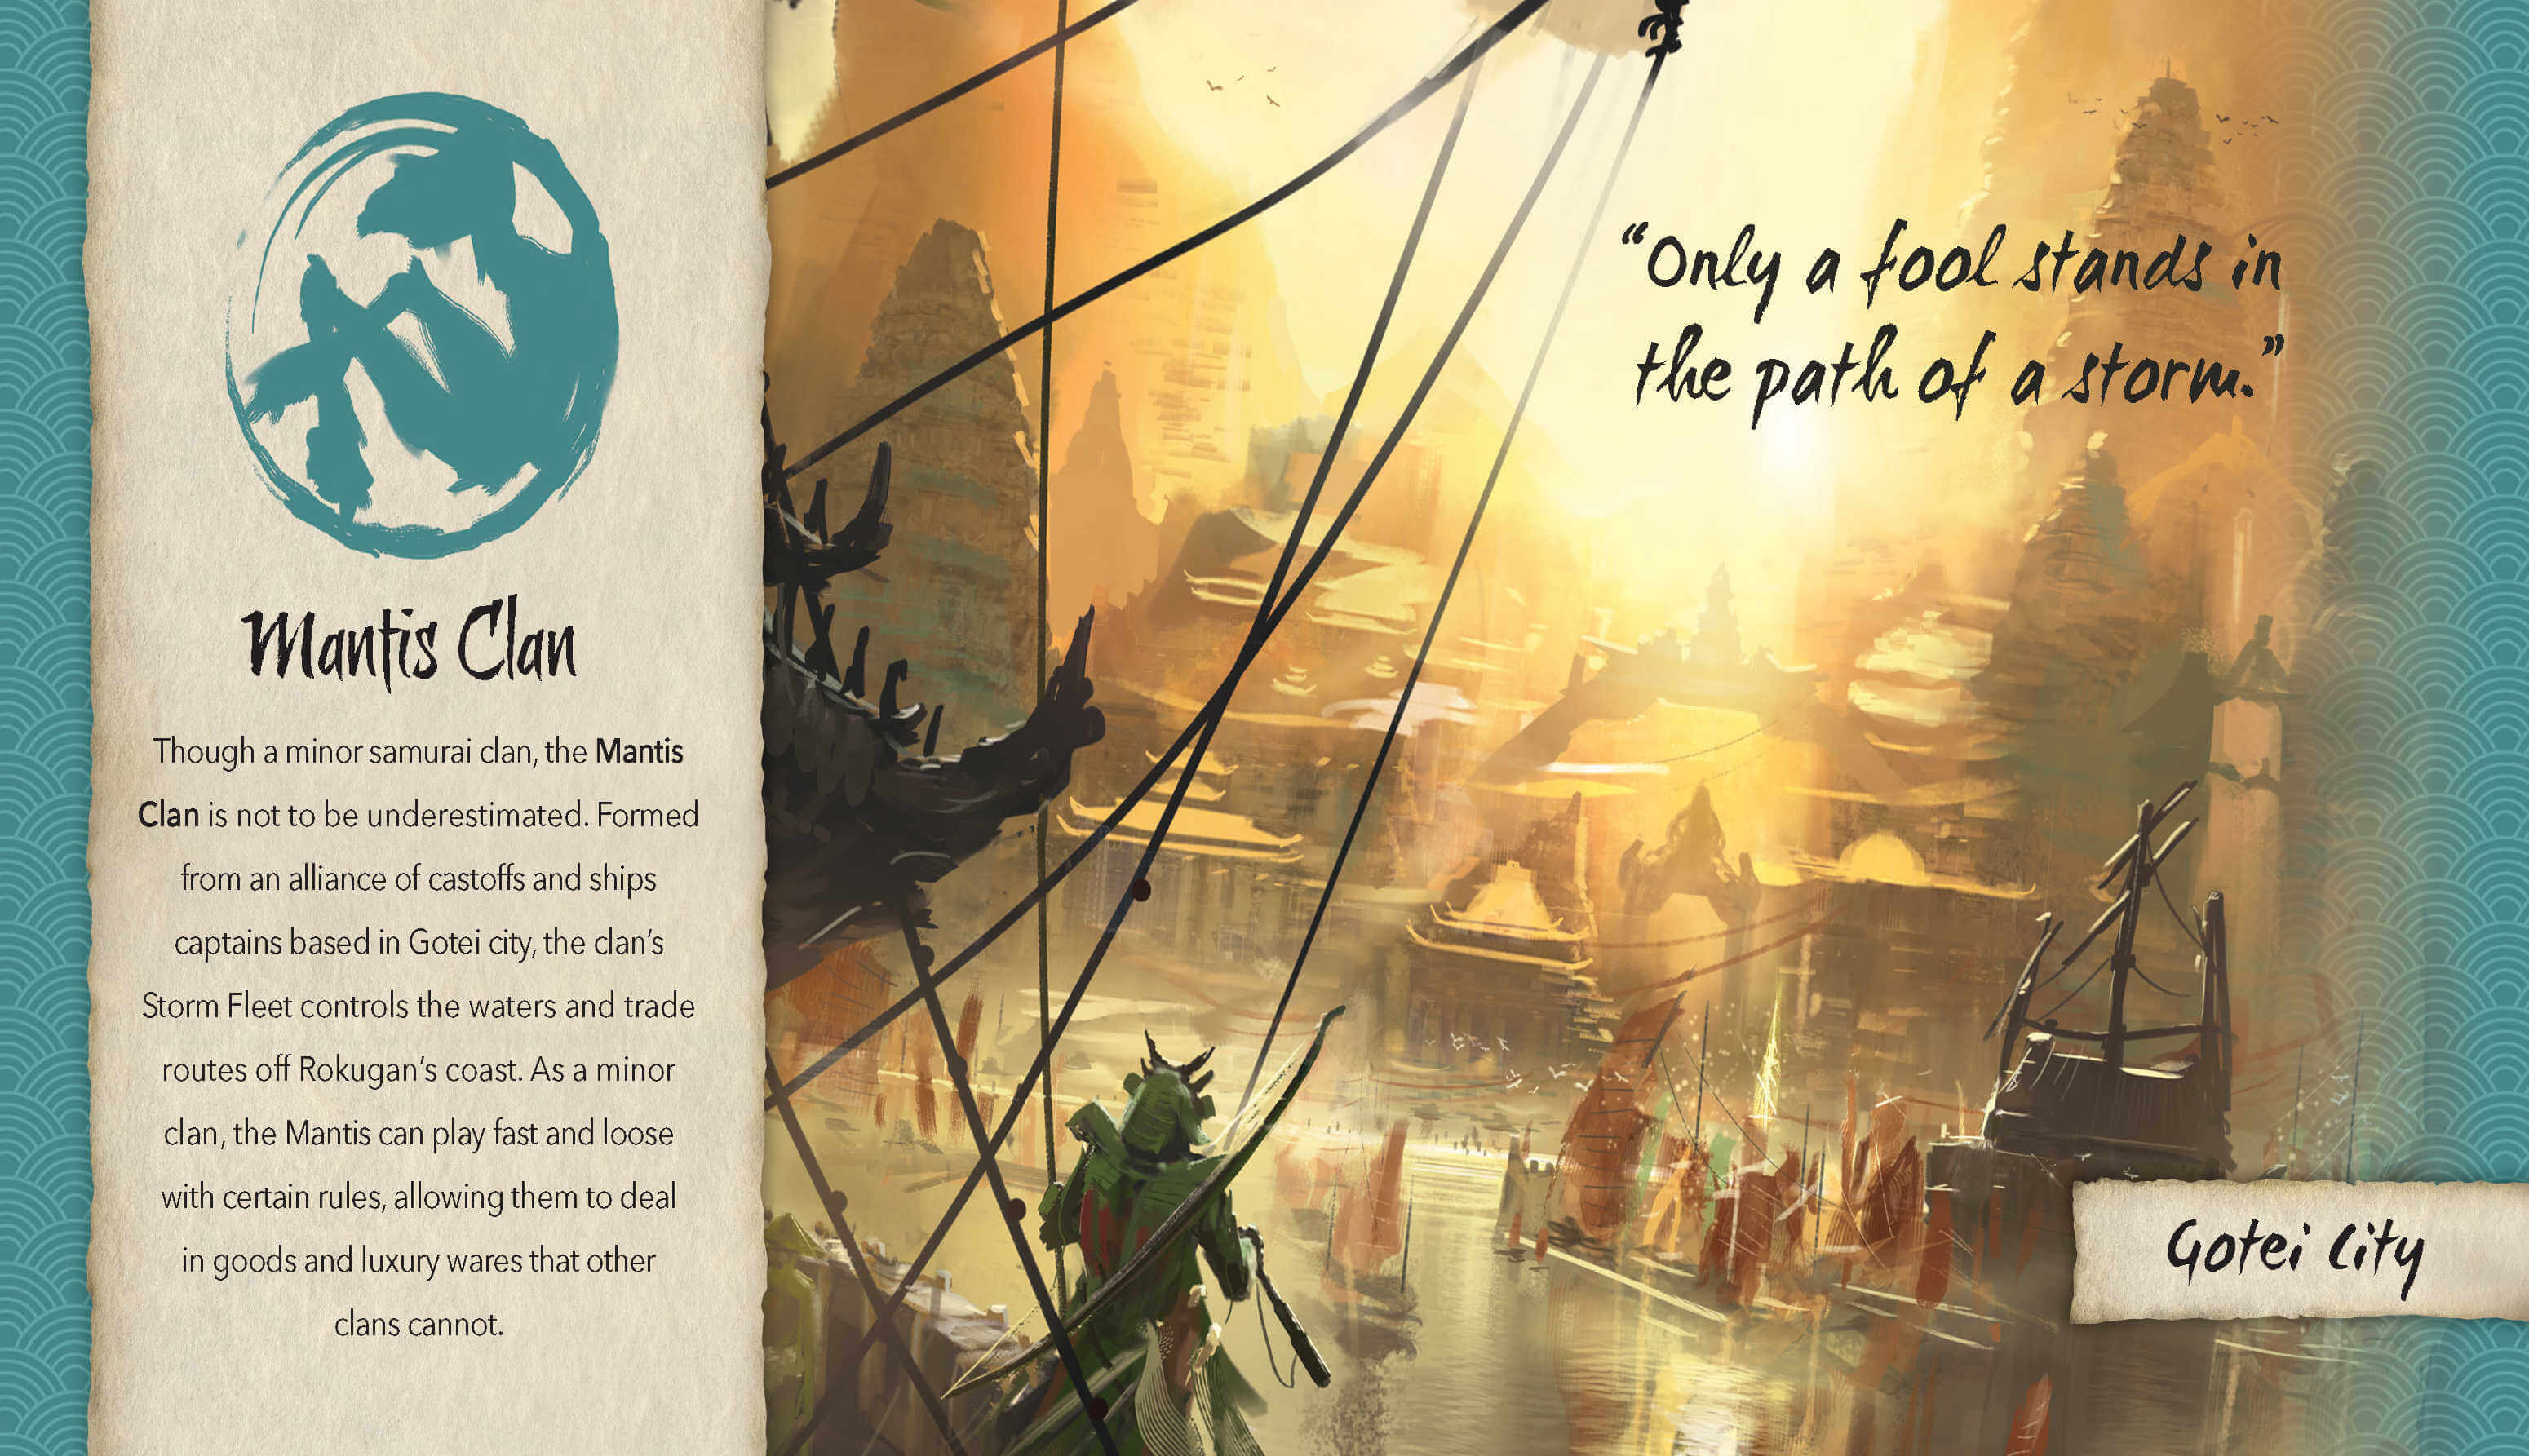 Mantis Clan
Though a minor samurai clan, the Mantis
Clan is not to be underestimated. Formed
from an alliance of castoffs and ships
captains based in Gotei city, the clan's
Storm Fleet controls the waters and trade
routes off Rokugan's coast. As a minor
clan, the Mantis can play fast and loose
with certain rules, allowing them to deal
in goods and luxury wares that other
clans cannot.
“Only a fool stands in
the path of a storm.”
Gotei City